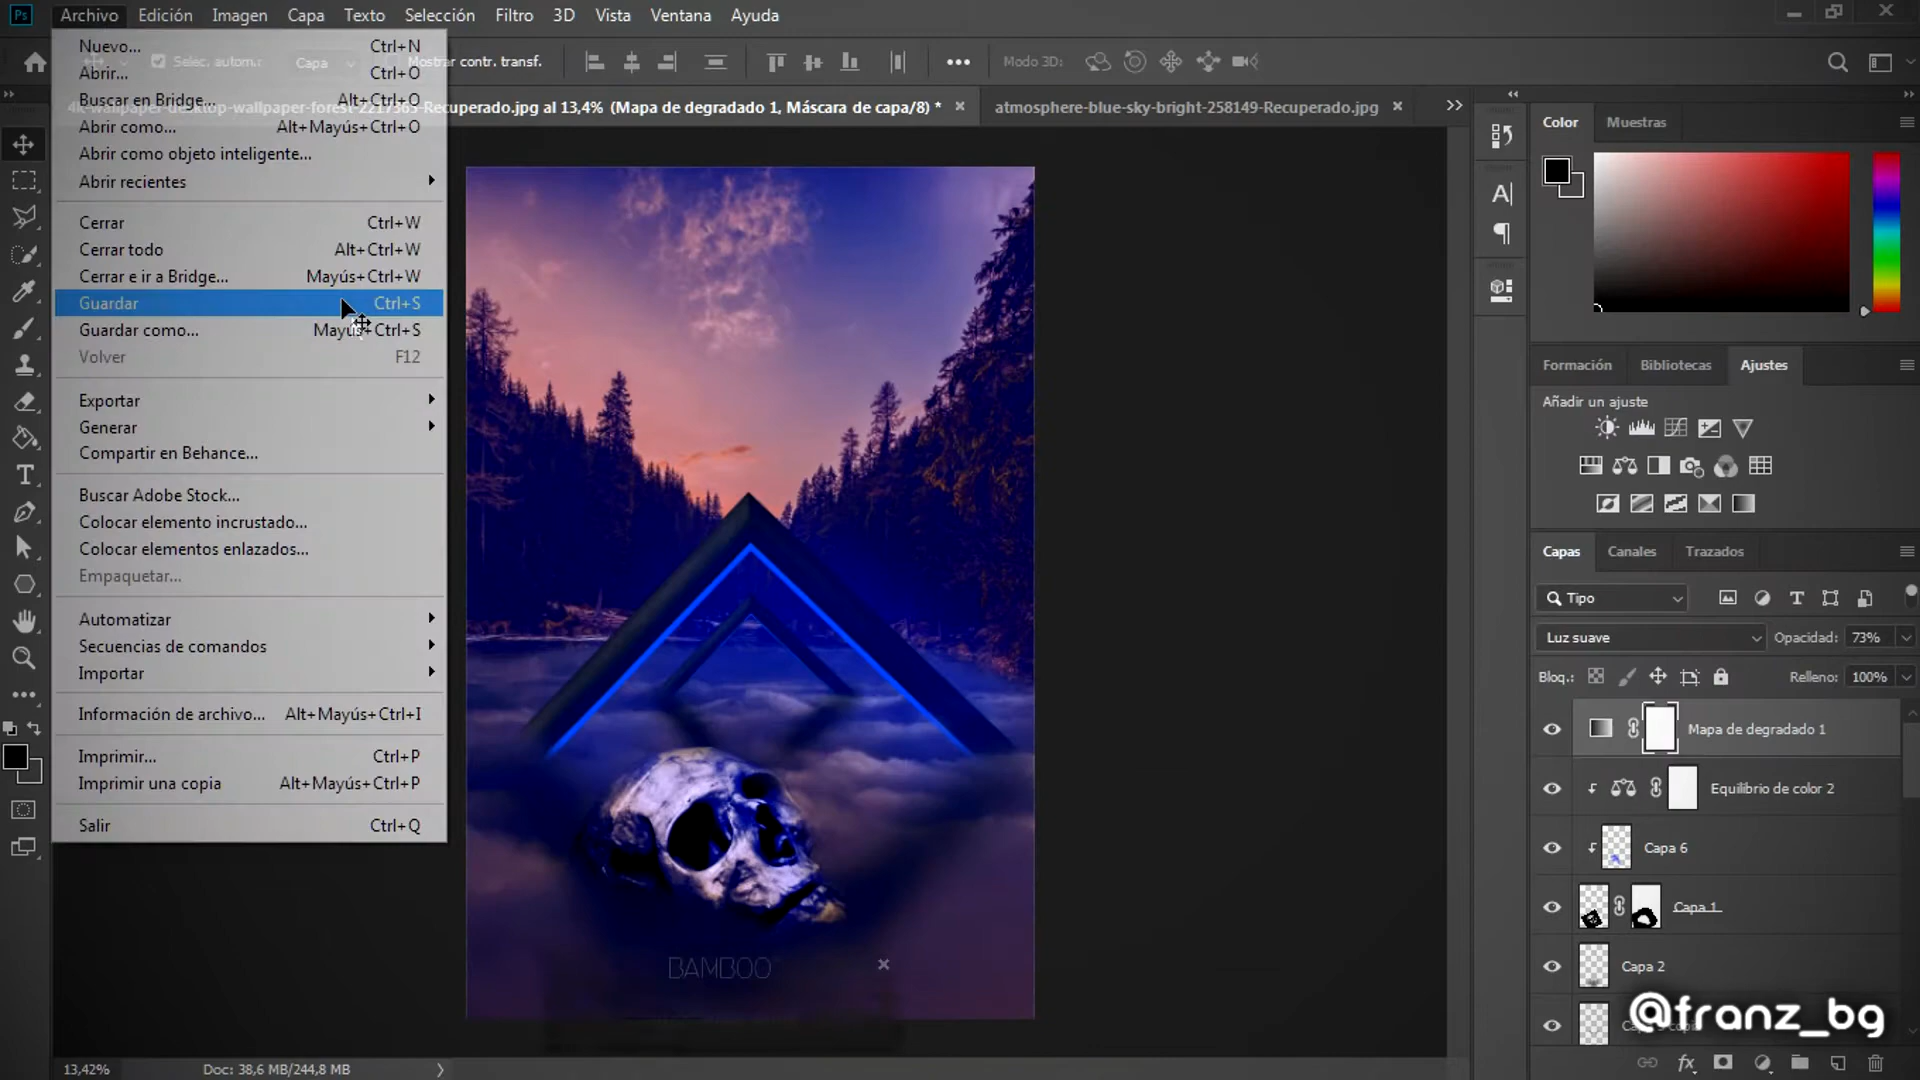 Ps Archivo Edición Imagen Capa Texto Selección Filtro 3D Vista Ventana Ayuda
Nuevo... Ctrl+N
Selec. autom.: Capa Mostrar contr. transf. Modo 3D:
Abrir... Ctrl+O
Buscar en Bridge... Alt+Ctrl+O
4k-wallpaper-desktop-wallpaper-forest-2217365-Recuperado.jpg al 13,4% (Mapa de degradado 1, Máscara de capa/8) *
atmosphere-blue-sky-bright-258149-Recuperado.jpg
Abrir como... Alt+Mayús+Ctrl+O
Abrir como objeto inteligente...
Abrir recientes
Cerrar Ctrl+W
Cerrar todo Alt+Ctrl+W
Cerrar e ir a Bridge... Mayús+Ctrl+W
Guardar Ctrl+S
Guardar como... Mayús+Ctrl+S
Volver F12
Exportar
Generar
Compartir en Behance...
Buscar Adobe Stock...
Colocar elemento incrustado...
Colocar elementos enlazados...
Empaquetar...
Automatizar
Secuencias de comandos
Importar
Información de archivo... Alt+Mayús+Ctrl+I
Imprimir... Ctrl+P
Imprimir una copia Alt+Mayús+Ctrl+P
Salir Ctrl+Q
BAMBOO
13,42% Doc: 38,6 MB/244,8 MB
Color Muestras
Formación Bibliotecas Ajustes
Añadir un ajuste
Capas Canales Trazados
Tipo
Luz suave Opacidad: 73%
Bloq.: Relleno: 100%
Mapa de degradado 1
Equilibrio de color 2
Capa 6
Capa 1
Capa 2
@franz_bg